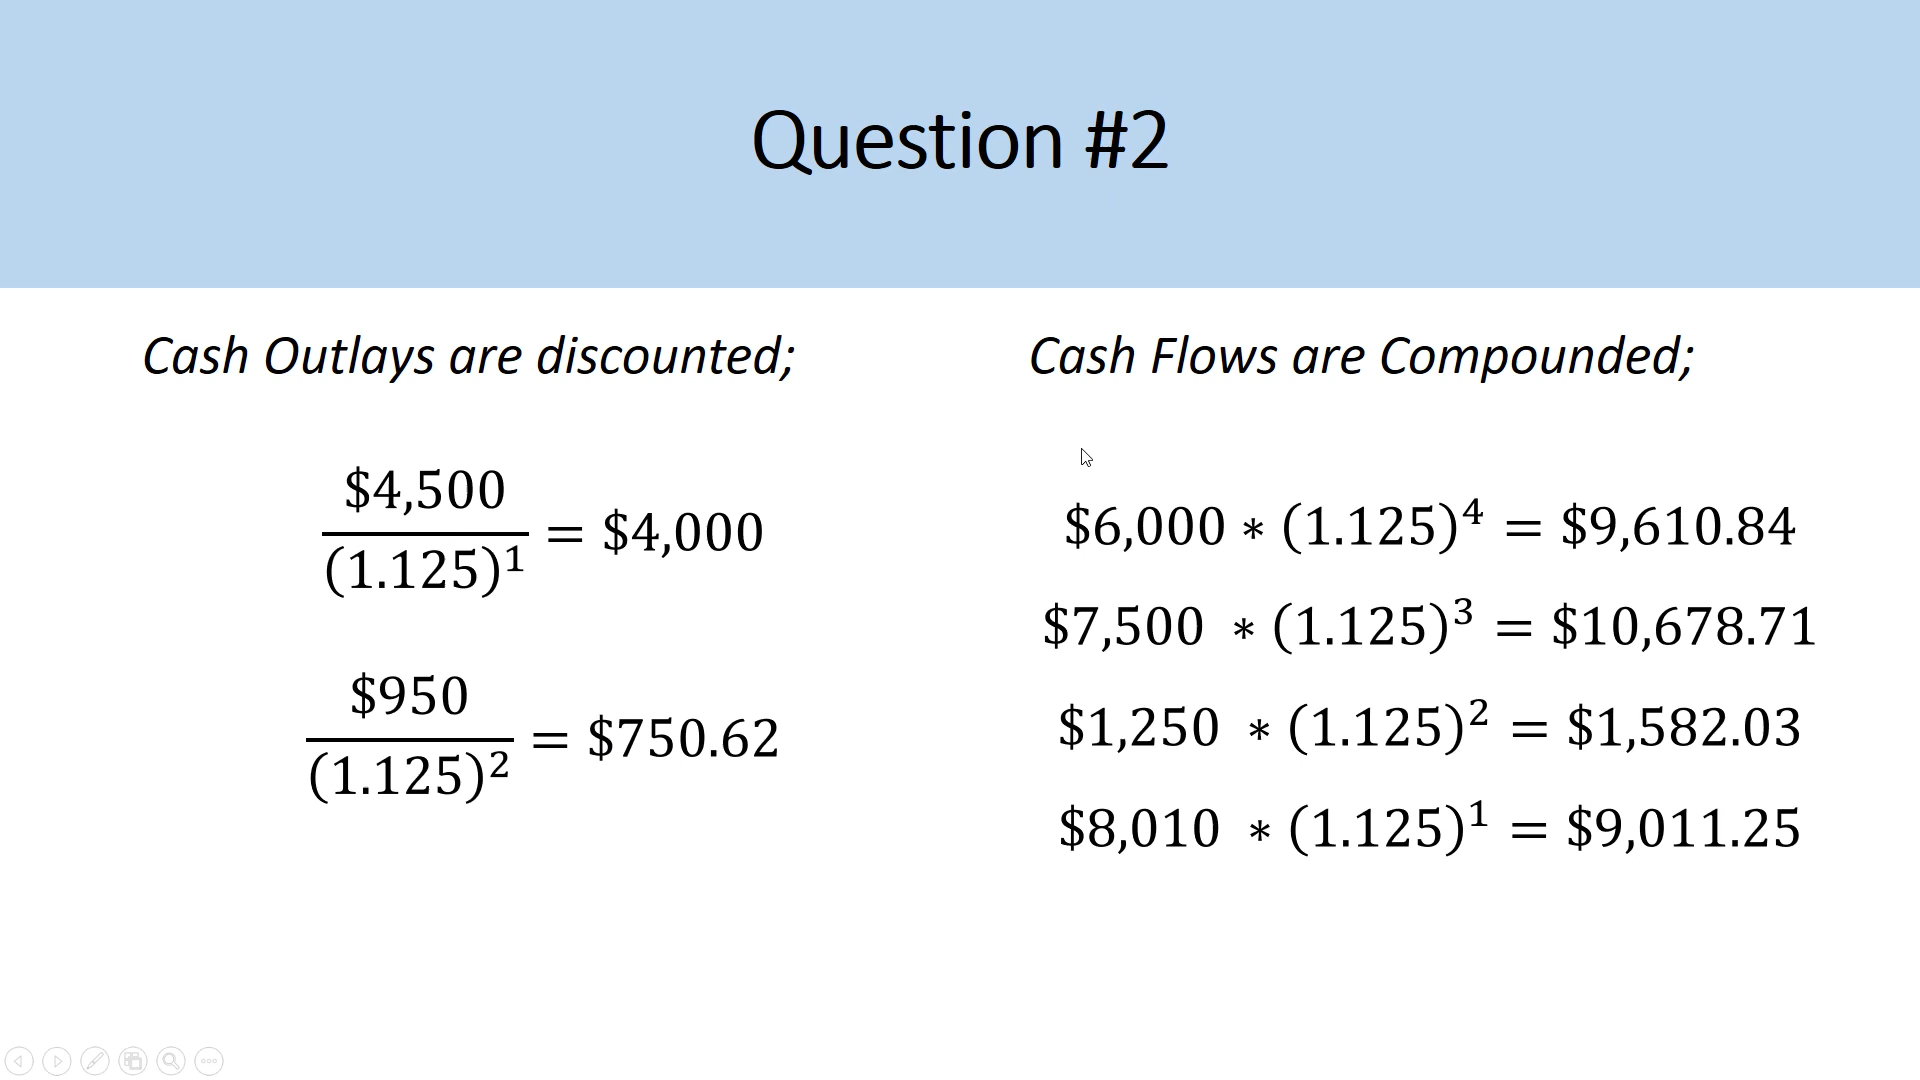 Question #2
Cash Outlays are discounted;
$4,500
(1.125)¹
= $4,000
$950
(1.125)²
= $750.62
Cash Flows are Compounded;
$6,000 * (1.125)⁴ = $9,610.84
$7,500 * (1.125)³ = $10,678.71
$1,250 * (1.125)² = $1,582.03
$8,010 * (1.125)¹ = $9,011.25